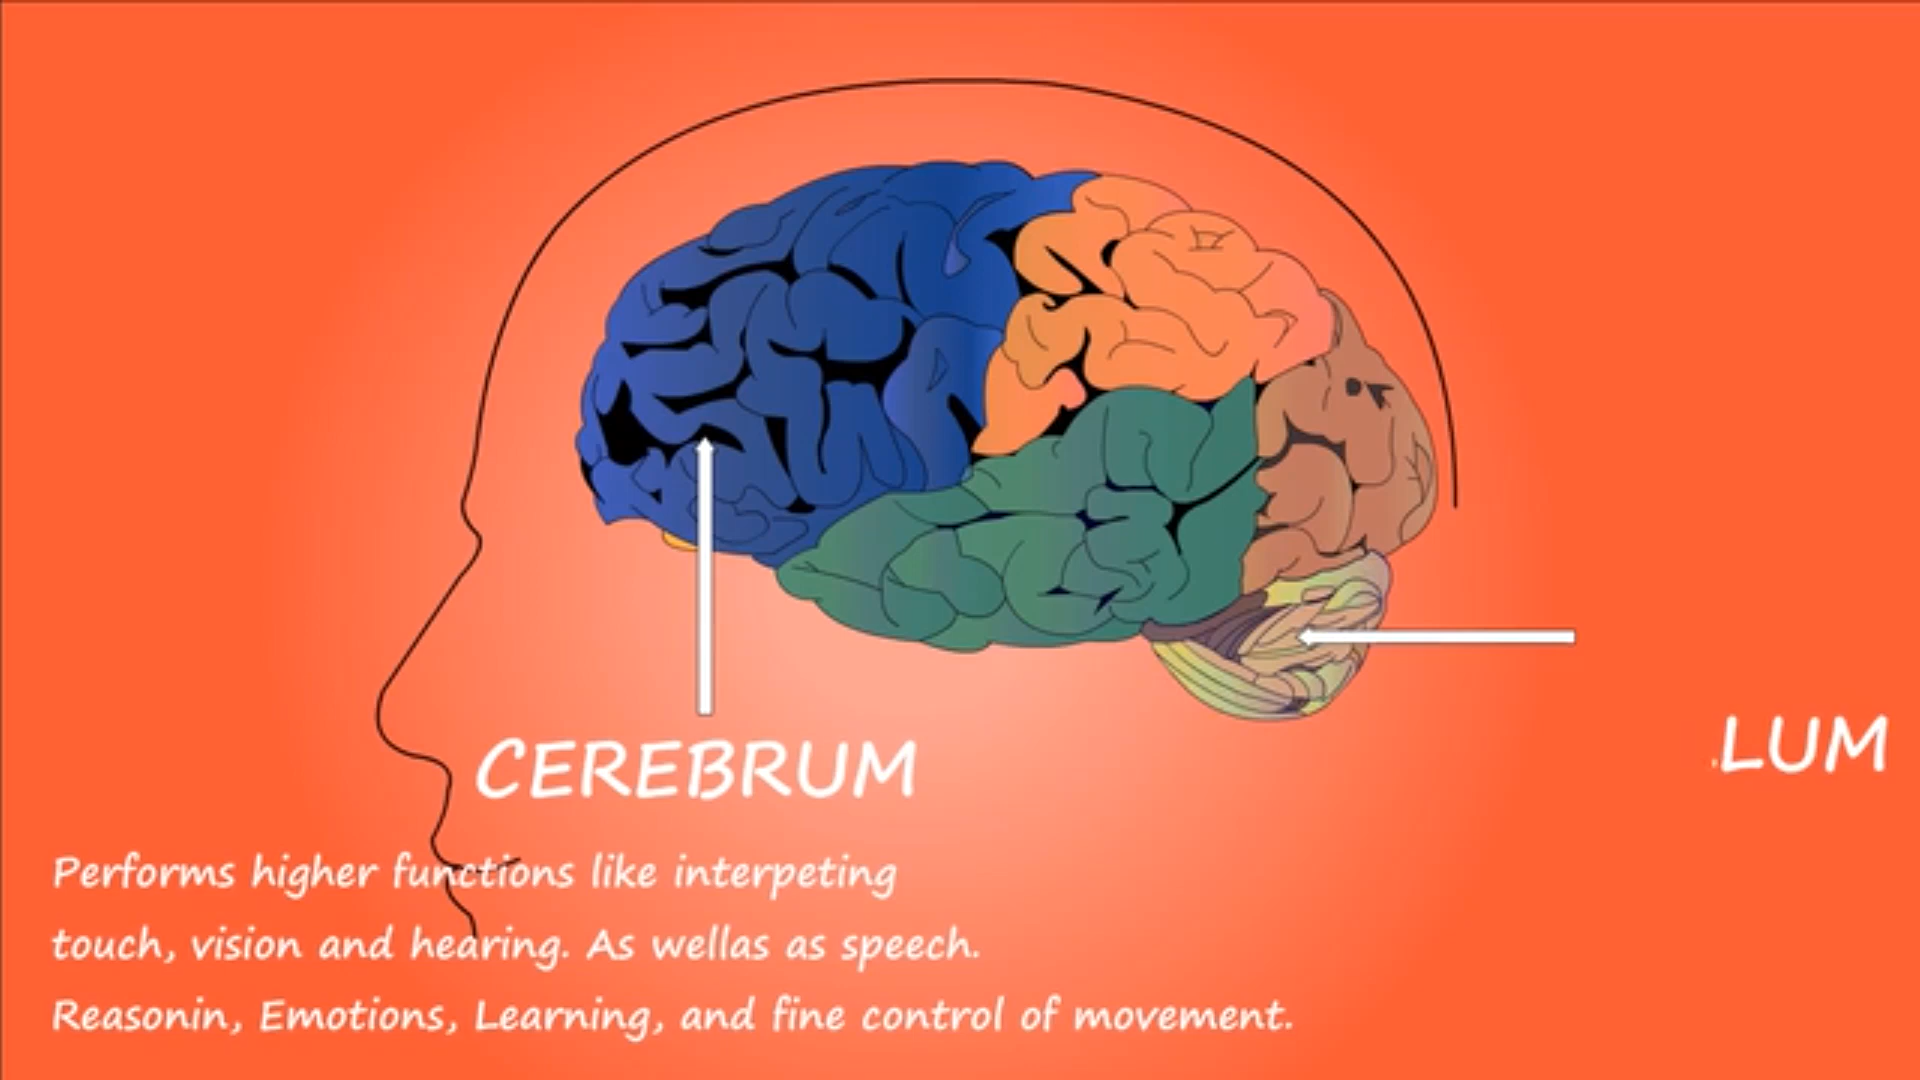 CEREBRUM
LUM
Performs higher functions like interpeting
touch, vision and hearing. As wellas as speech.
Reasonin, Emotions, Learning, and fine control of movement.